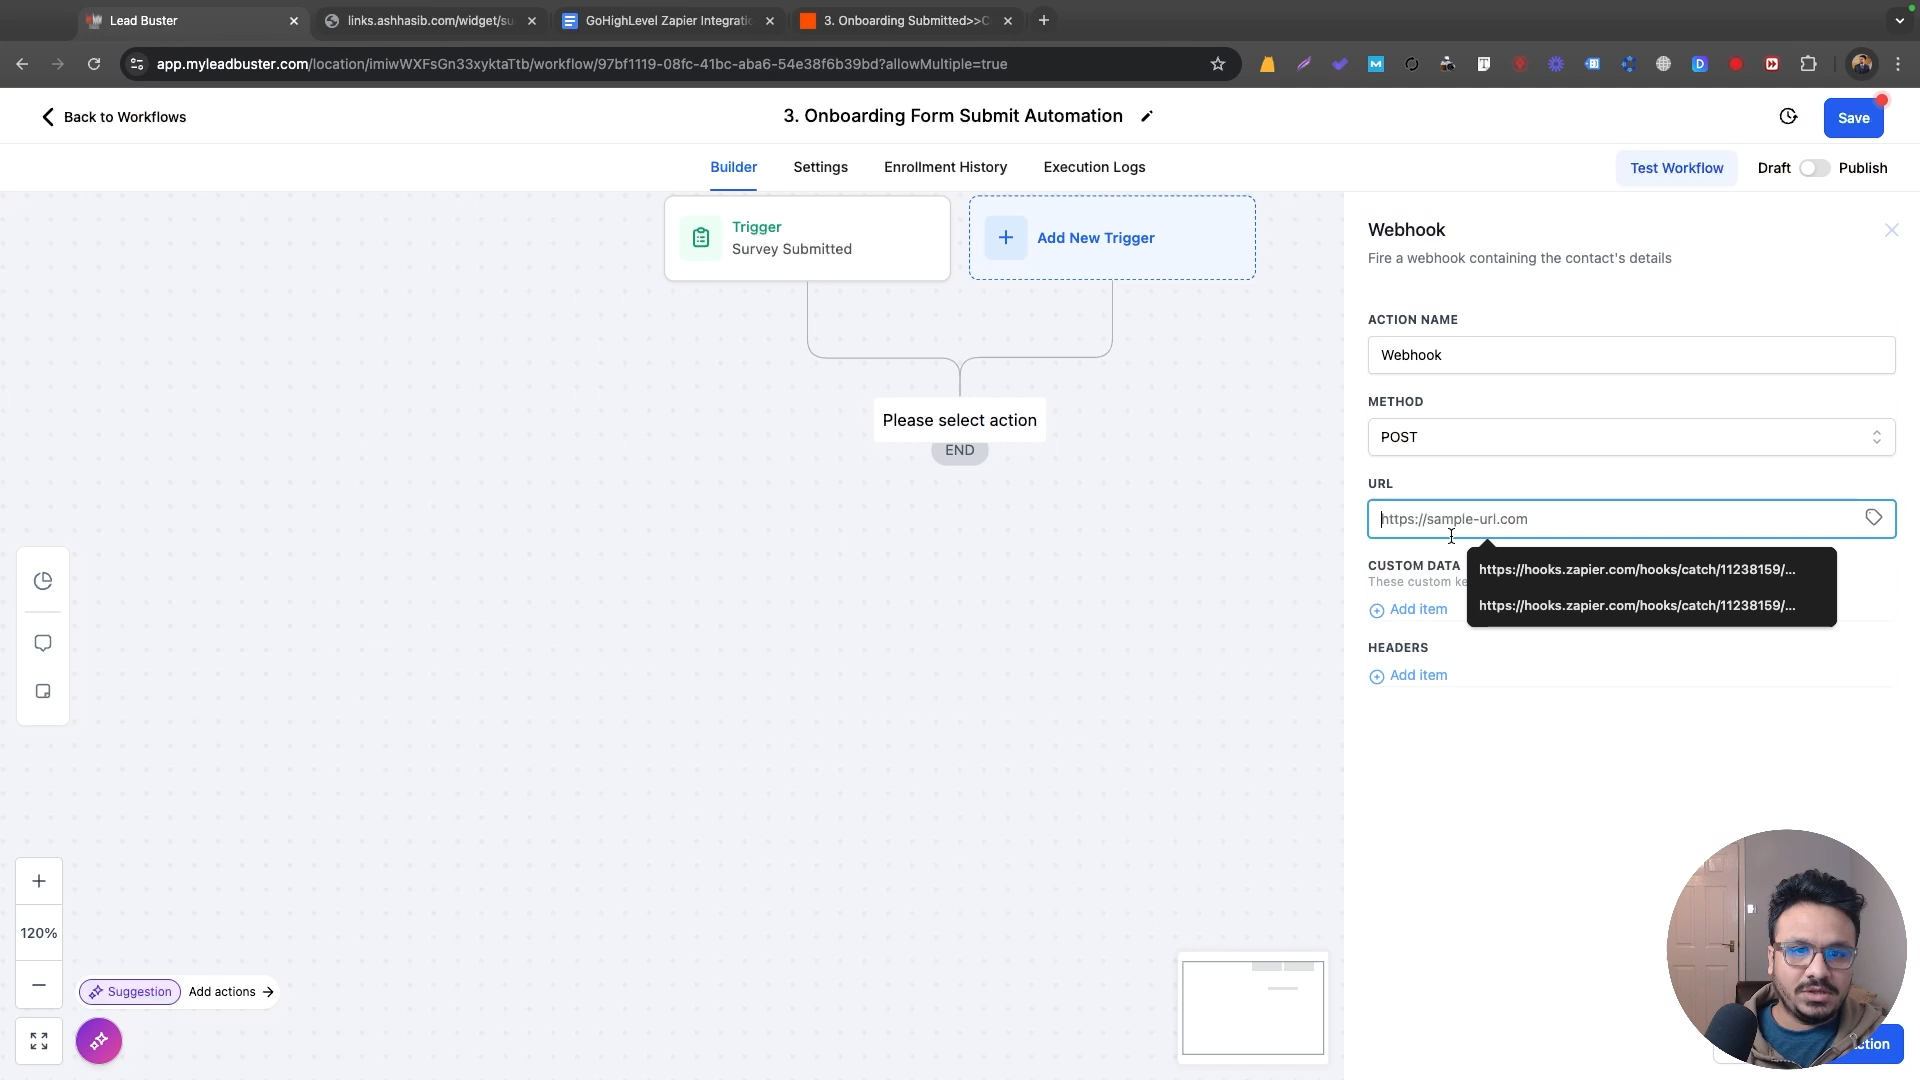 Lead Buster
links.ashhasib.com/widget/su
GoHighLevel Zapier Integratio
3. Onboarding Submitted>>C
app.myleadbuster.com/location/imiwWXFsGn33xyktaTtb/workflow/97bf1119-08fc-41bc-aba6-54e38f6b39bd?allowMultiple=true
Back to Workflows
3. Onboarding Form Submit Automation
Save
Builder
Settings
Enrollment History
Execution Logs
Test Workflow
Draft
Publish
Trigger
Survey Submitted
Add New Trigger
Please select action
END
Webhook
Fire a webhook containing the contact's details
ACTION NAME
Webhook
METHOD
POST
URL
https://sample-url.com
https://hooks.zapier.com/hooks/catch/11238159/...
https://hooks.zapier.com/hooks/catch/11238159/...
CUSTOM DATA
These custom ke
Add item
HEADERS
Add item
120%
Suggestion
Add actions